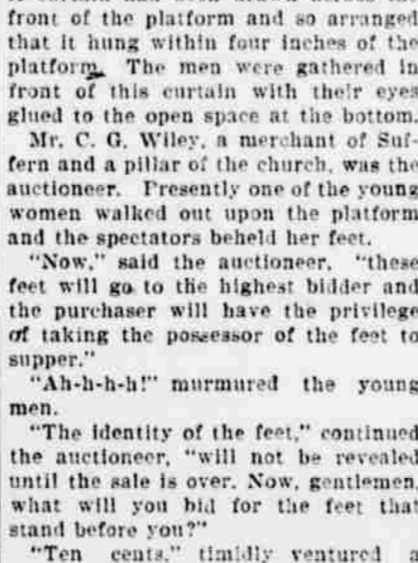 front of the platform and so arranged
that it hung within four inches of the
platform. The men were gathered in
front of this curtain with their eyes
glued to the open space at the bottom.
Mr. C. G. Wiley, a merchant of Suf-
fern and a pillar of the church, was the
auctioneer. Presently one of the young
women walked out upon the platform
and the spectators beheld her feet.
"Now," said the auctioneer, "these
feet will go to the highest bidder and
the purchaser will have the privilege
of taking the possessor of the feet to
supper."
"Ah-h-h-h!" murmured the young
men.
"The identity of the feet," continued
the auctioneer, "will not be revealed
until the sale is over. Now, gentlemen,
what will you bid for the feet that
stand before you?"
"Ten cents," timidly ventured a